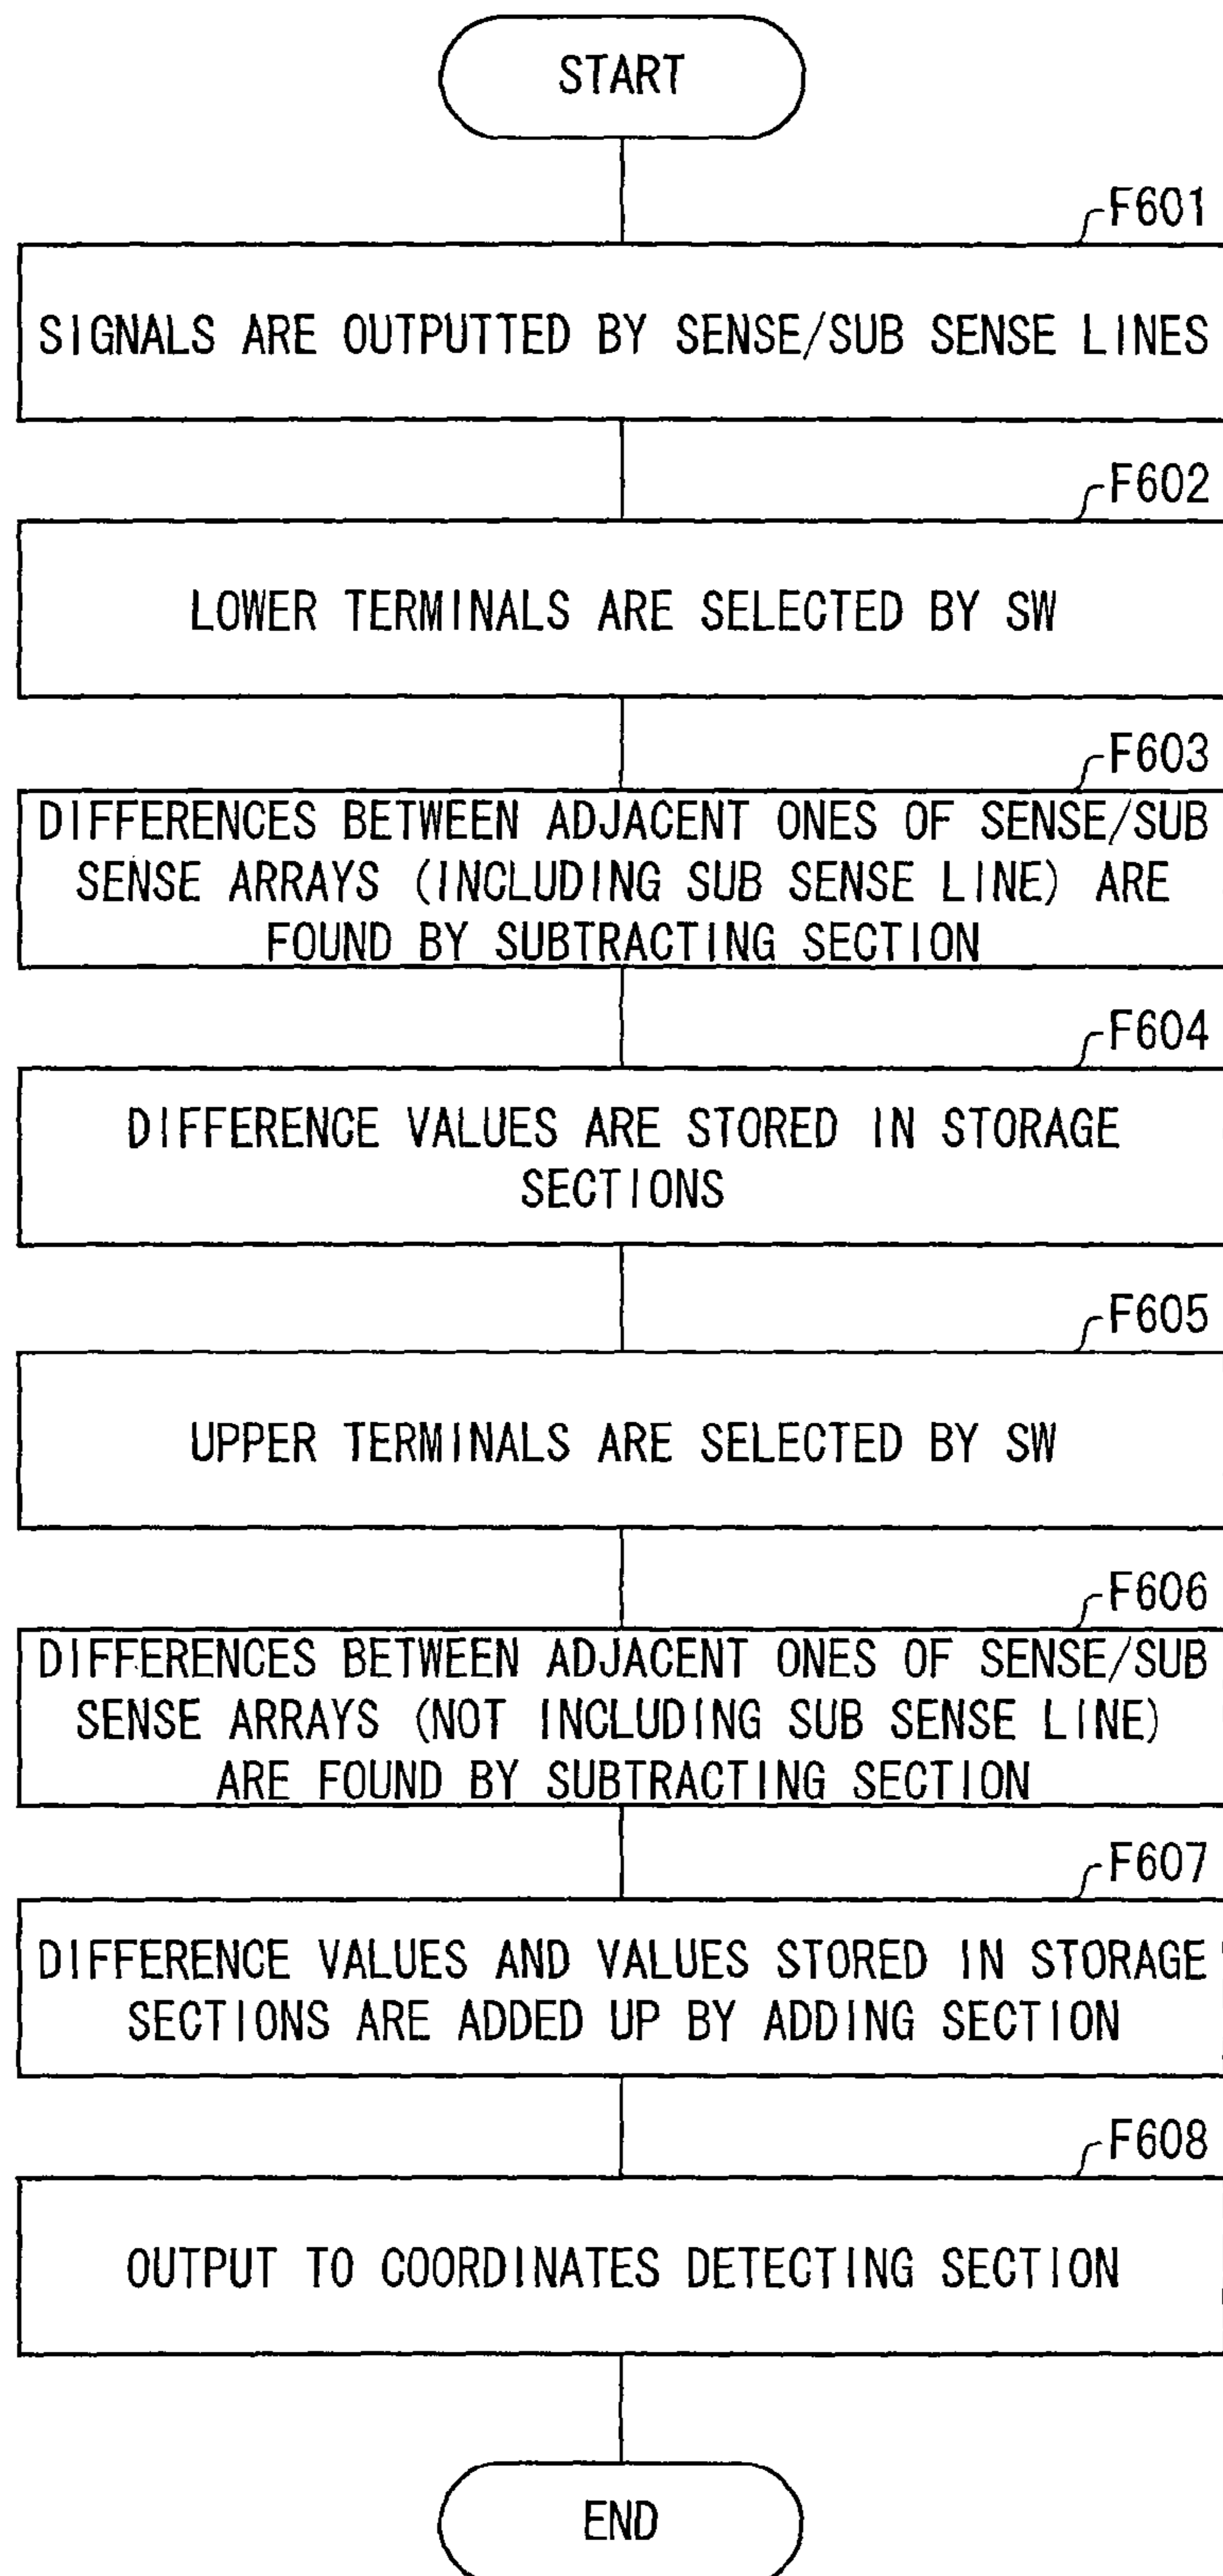 START
F601
SIGNALS ARE OUTPUTTED BY SENSE/SUB SENSE LINES
F602
LOWER TERMINALS ARE SELECTED BY SW
F603
DIFFERENCES BETWEEN ADJACENT ONES OF SENSE/SUB
SENSE ARRAYS (INCLUDING SUB SENSE LINE) ARE
FOUND BY SUBTRACTING SECTION
F604
DIFFERENCE VALUES ARE STORED IN STORAGE
SECTIONS
F605
UPPER TERMINALS ARE SELECTED BY SW
F606
DIFFERENCES BETWEEN ADJACENT ONES OF SENSE/SUB
SENSE ARRAYS (NOT INCLUDING SUB SENSE LINE)
ARE FOUND BY SUBTRACTING SECTION
F607
DIFFERENCE VALUES AND VALUES STORED IN STORAGE
SECTIONS ARE ADDED UP BY ADDING SECTION
F608
OUTPUT TO COORDINATES DETECTING SECTION
END